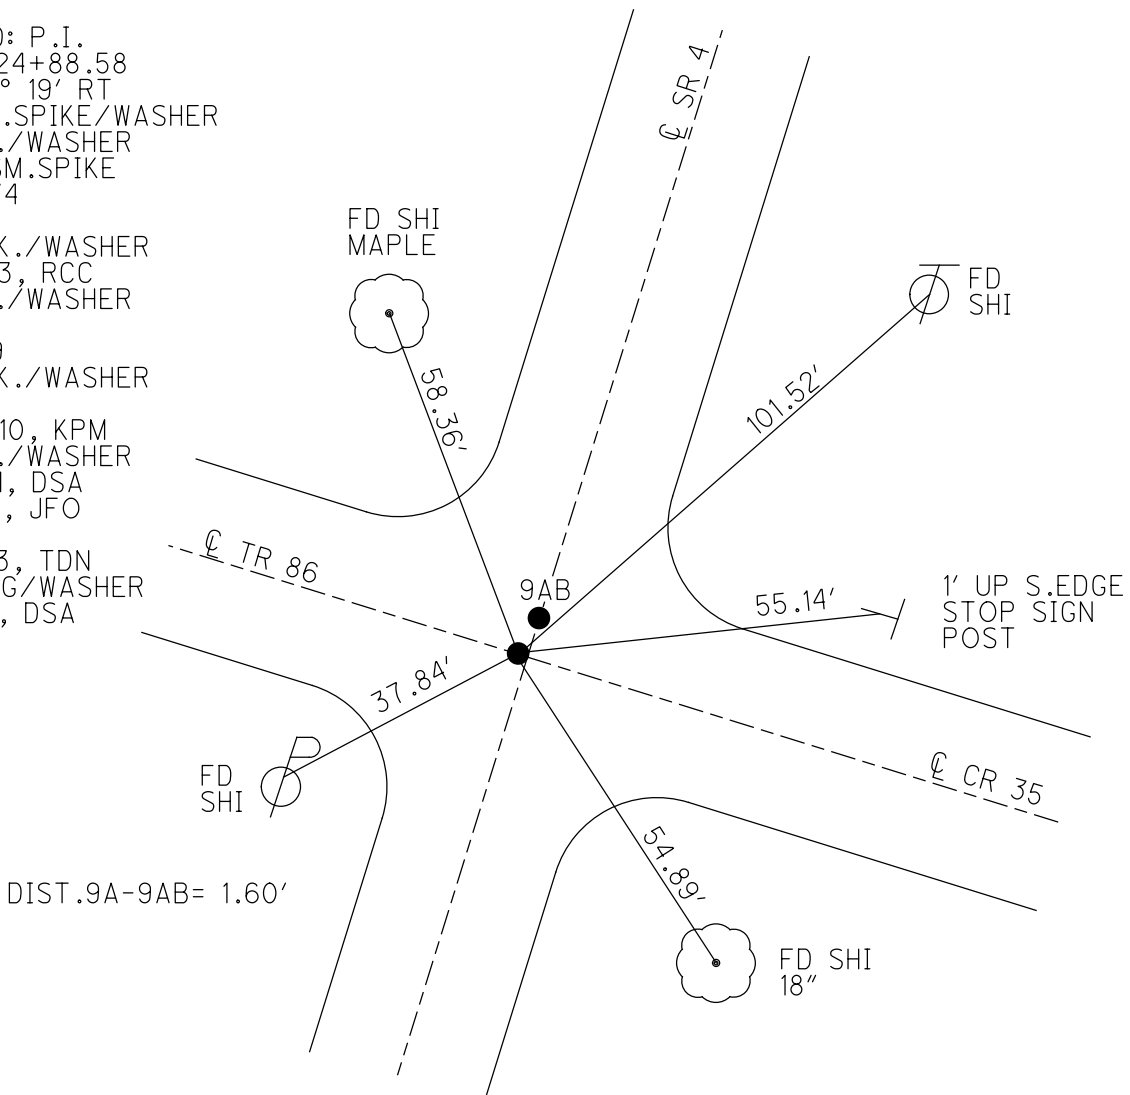 : P.I.
24+88.58
° 19′ RT
.SPIKE/WASHER
./WASHER
SM.SPIKE
4
K./WASHER
3, RCC
./WASHER
K./WASHER
10, KPM
./WASHER
, DSA
, JFO
3, TDN
G/WASHER
, DSA
℄ SR 4
FD SHI
MAPLE
FD
SHI
58.36′
101.52′
℄ TR 86
9AB
55.14′
1′ UP S.EDGE
STOP SIGN
POST
37.84′
FD
SHI
℄ CR 35
54.89′
DIST.9A-9AB= 1.60′
FD SHI
18″